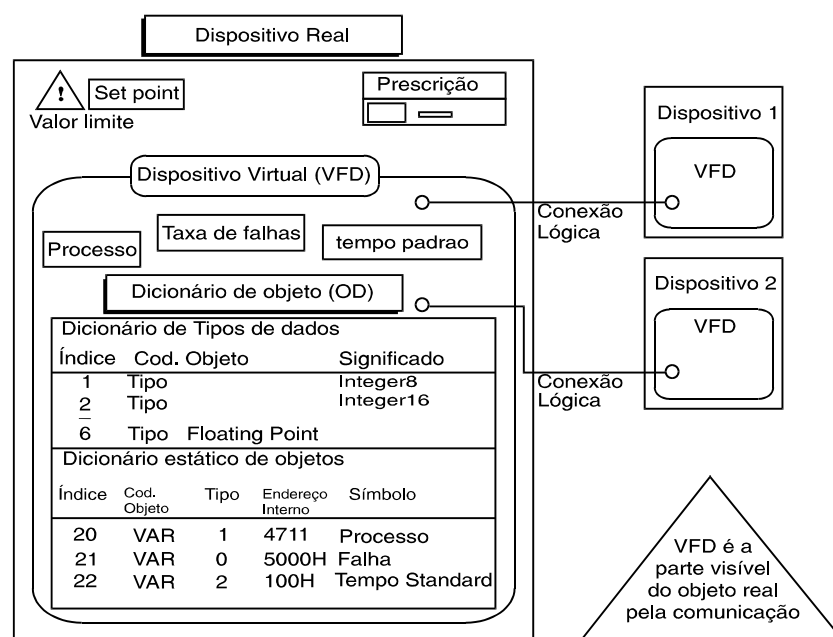 Dispositivo Real
!
Set point
Valor limite
Prescrição
Dispositivo Virtual (VFD)
Processo
Taxa de falhas
tempo padrao
Dicionário de objeto (OD)
Dicionário de Tipos de dados
Índice Cod. Objeto Significado
1 Tipo Integer8
2 Tipo Integer16
6 Tipo Floating Point
Dicionário estático de objetos
Índice Cod. Objeto Tipo Endereço Interno Símbolo
20 VAR 1 4711 Processo
21 VAR 0 5000H Falha
22 VAR 2 100H Tempo Standard
Conexão
Lógica
Dispositivo 1
VFD
Conexão
Lógica
Dispositivo 2
VFD
VFD é a
parte visível
do objeto real
pela comunicação